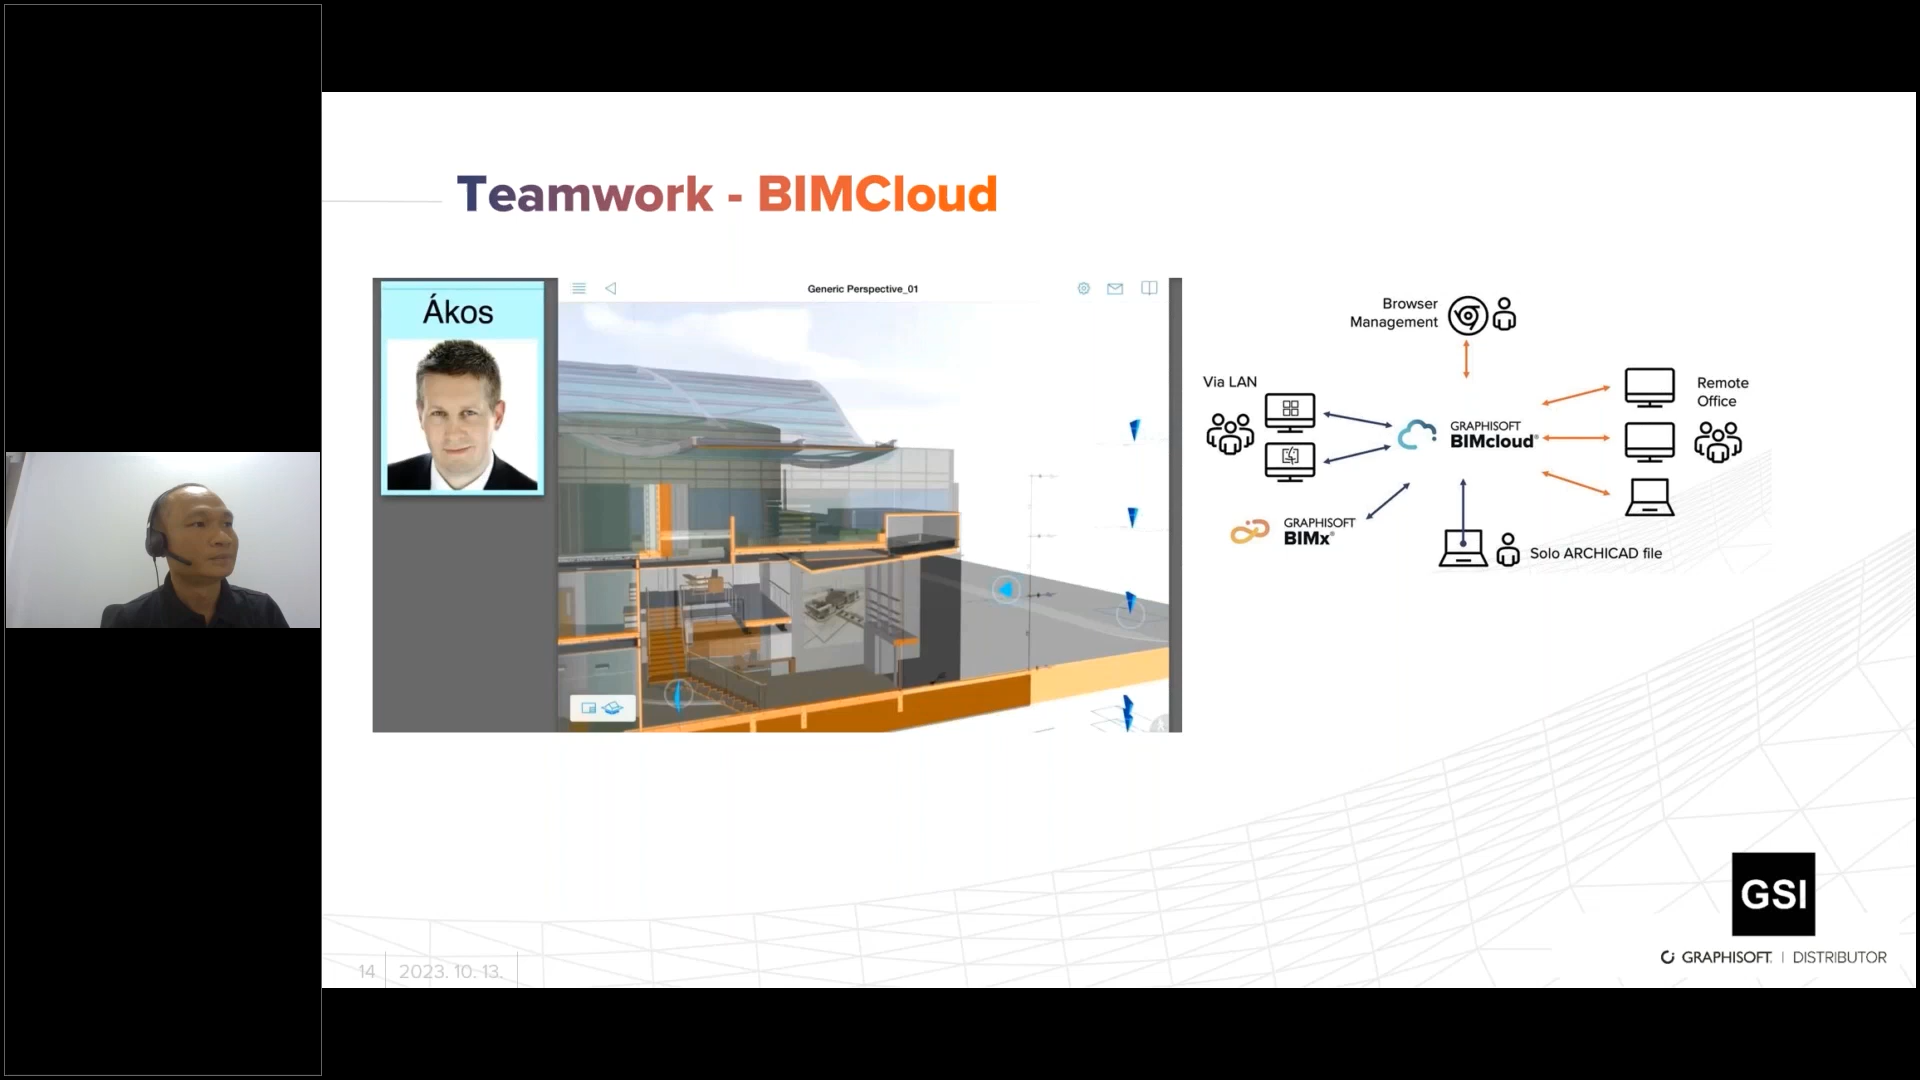 Teamwork - BIMCloud
Ákos
Generic Perspective_01
Browser
Management
Via LAN
Remote
Office
GRAPHISOFT
BIMcloud®
GRAPHISOFT
BIMx®
Solo ARCHICAD file
GSI
GRAPHISOFT. | DISTRIBUTOR
14 2023. 10. 13.